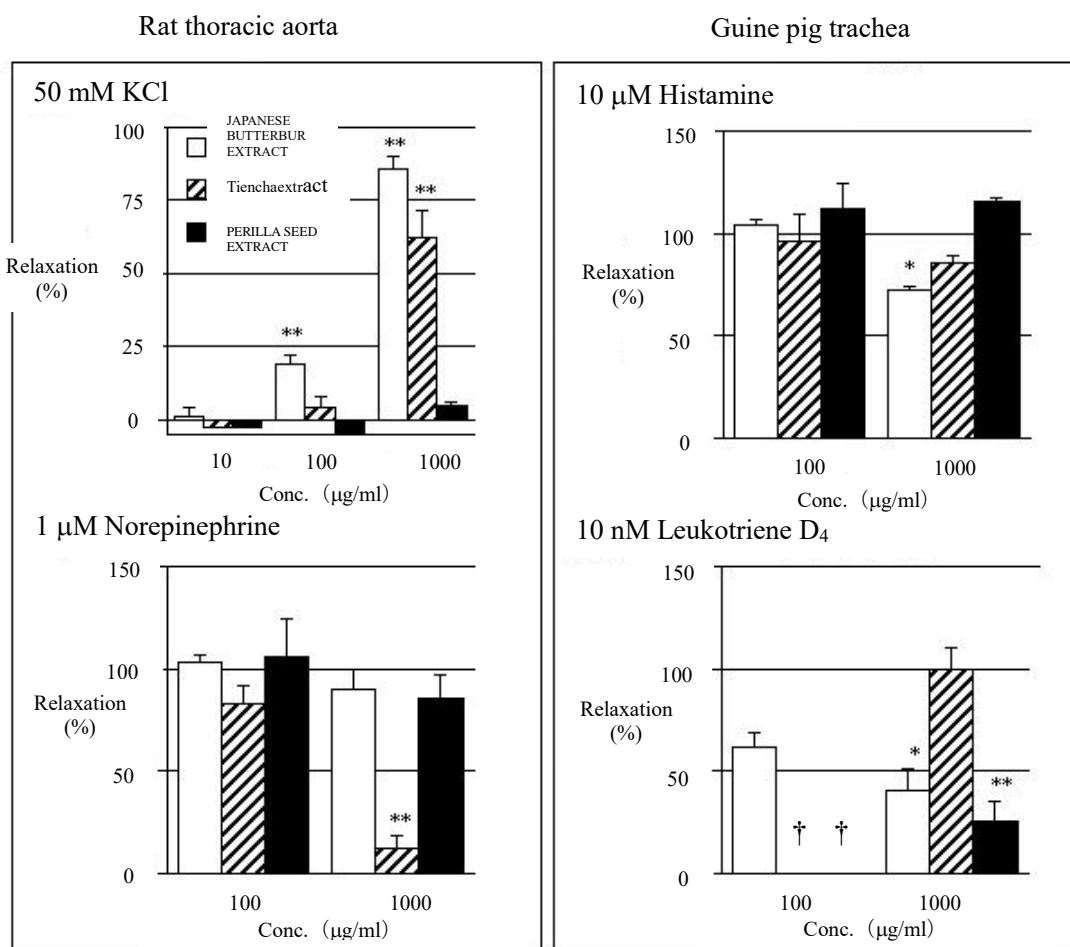 Rat thoracic aorta
Guine pig trachea
50 mM KCl
100
75
50
25
0
Relaxation
(%)
JAPANESE
BUTTERBUR
EXTRACT
Tienchaextract
PERILLA SEED
EXTRACT
**
**
**
10 100 1000
Conc.（μg/ml）
1 μM Norepinephrine
150
100
50
0
Relaxation
(%)
**
100 1000
Conc.（μg/ml）
10 μM Histamine
150
100
50
0
Relaxation
(%)
*
100 1000
Conc.（μg/ml）
10 nM Leukotriene D₄
150
100
50
0
Relaxation
(%)
† †
*
**
100 1000
Conc.（μg/ml）